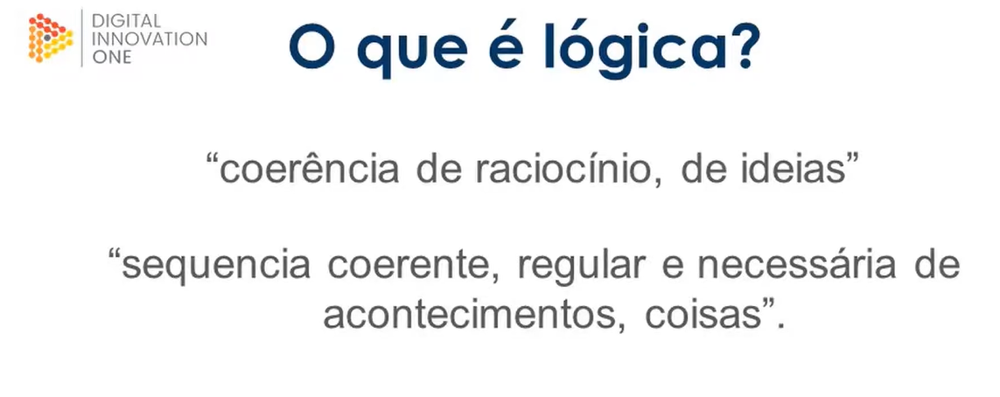 DIGITAL
INNOVATION
ONE
O que é lógica?
“coerência de raciocínio, de ideias”
“sequencia coerente, regular e necessária de
acontecimentos, coisas”.